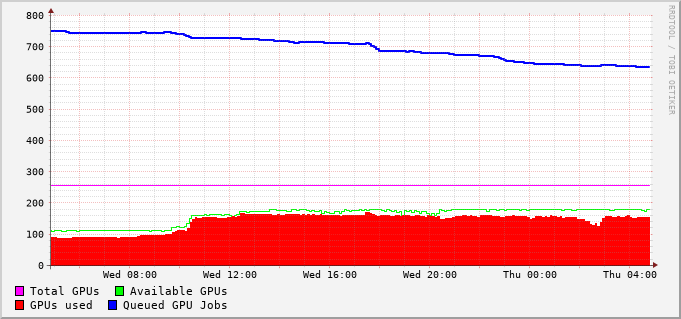 800
700
600
500
400
300
200
100
0
Wed 08:00 Wed 12:00 Wed 16:00 Wed 20:00 Thu 00:00 Thu 04:00
Total GPUs Available GPUs
GPUs used Queued GPU Jobs
RRDTOOL / TOBI OETIKER